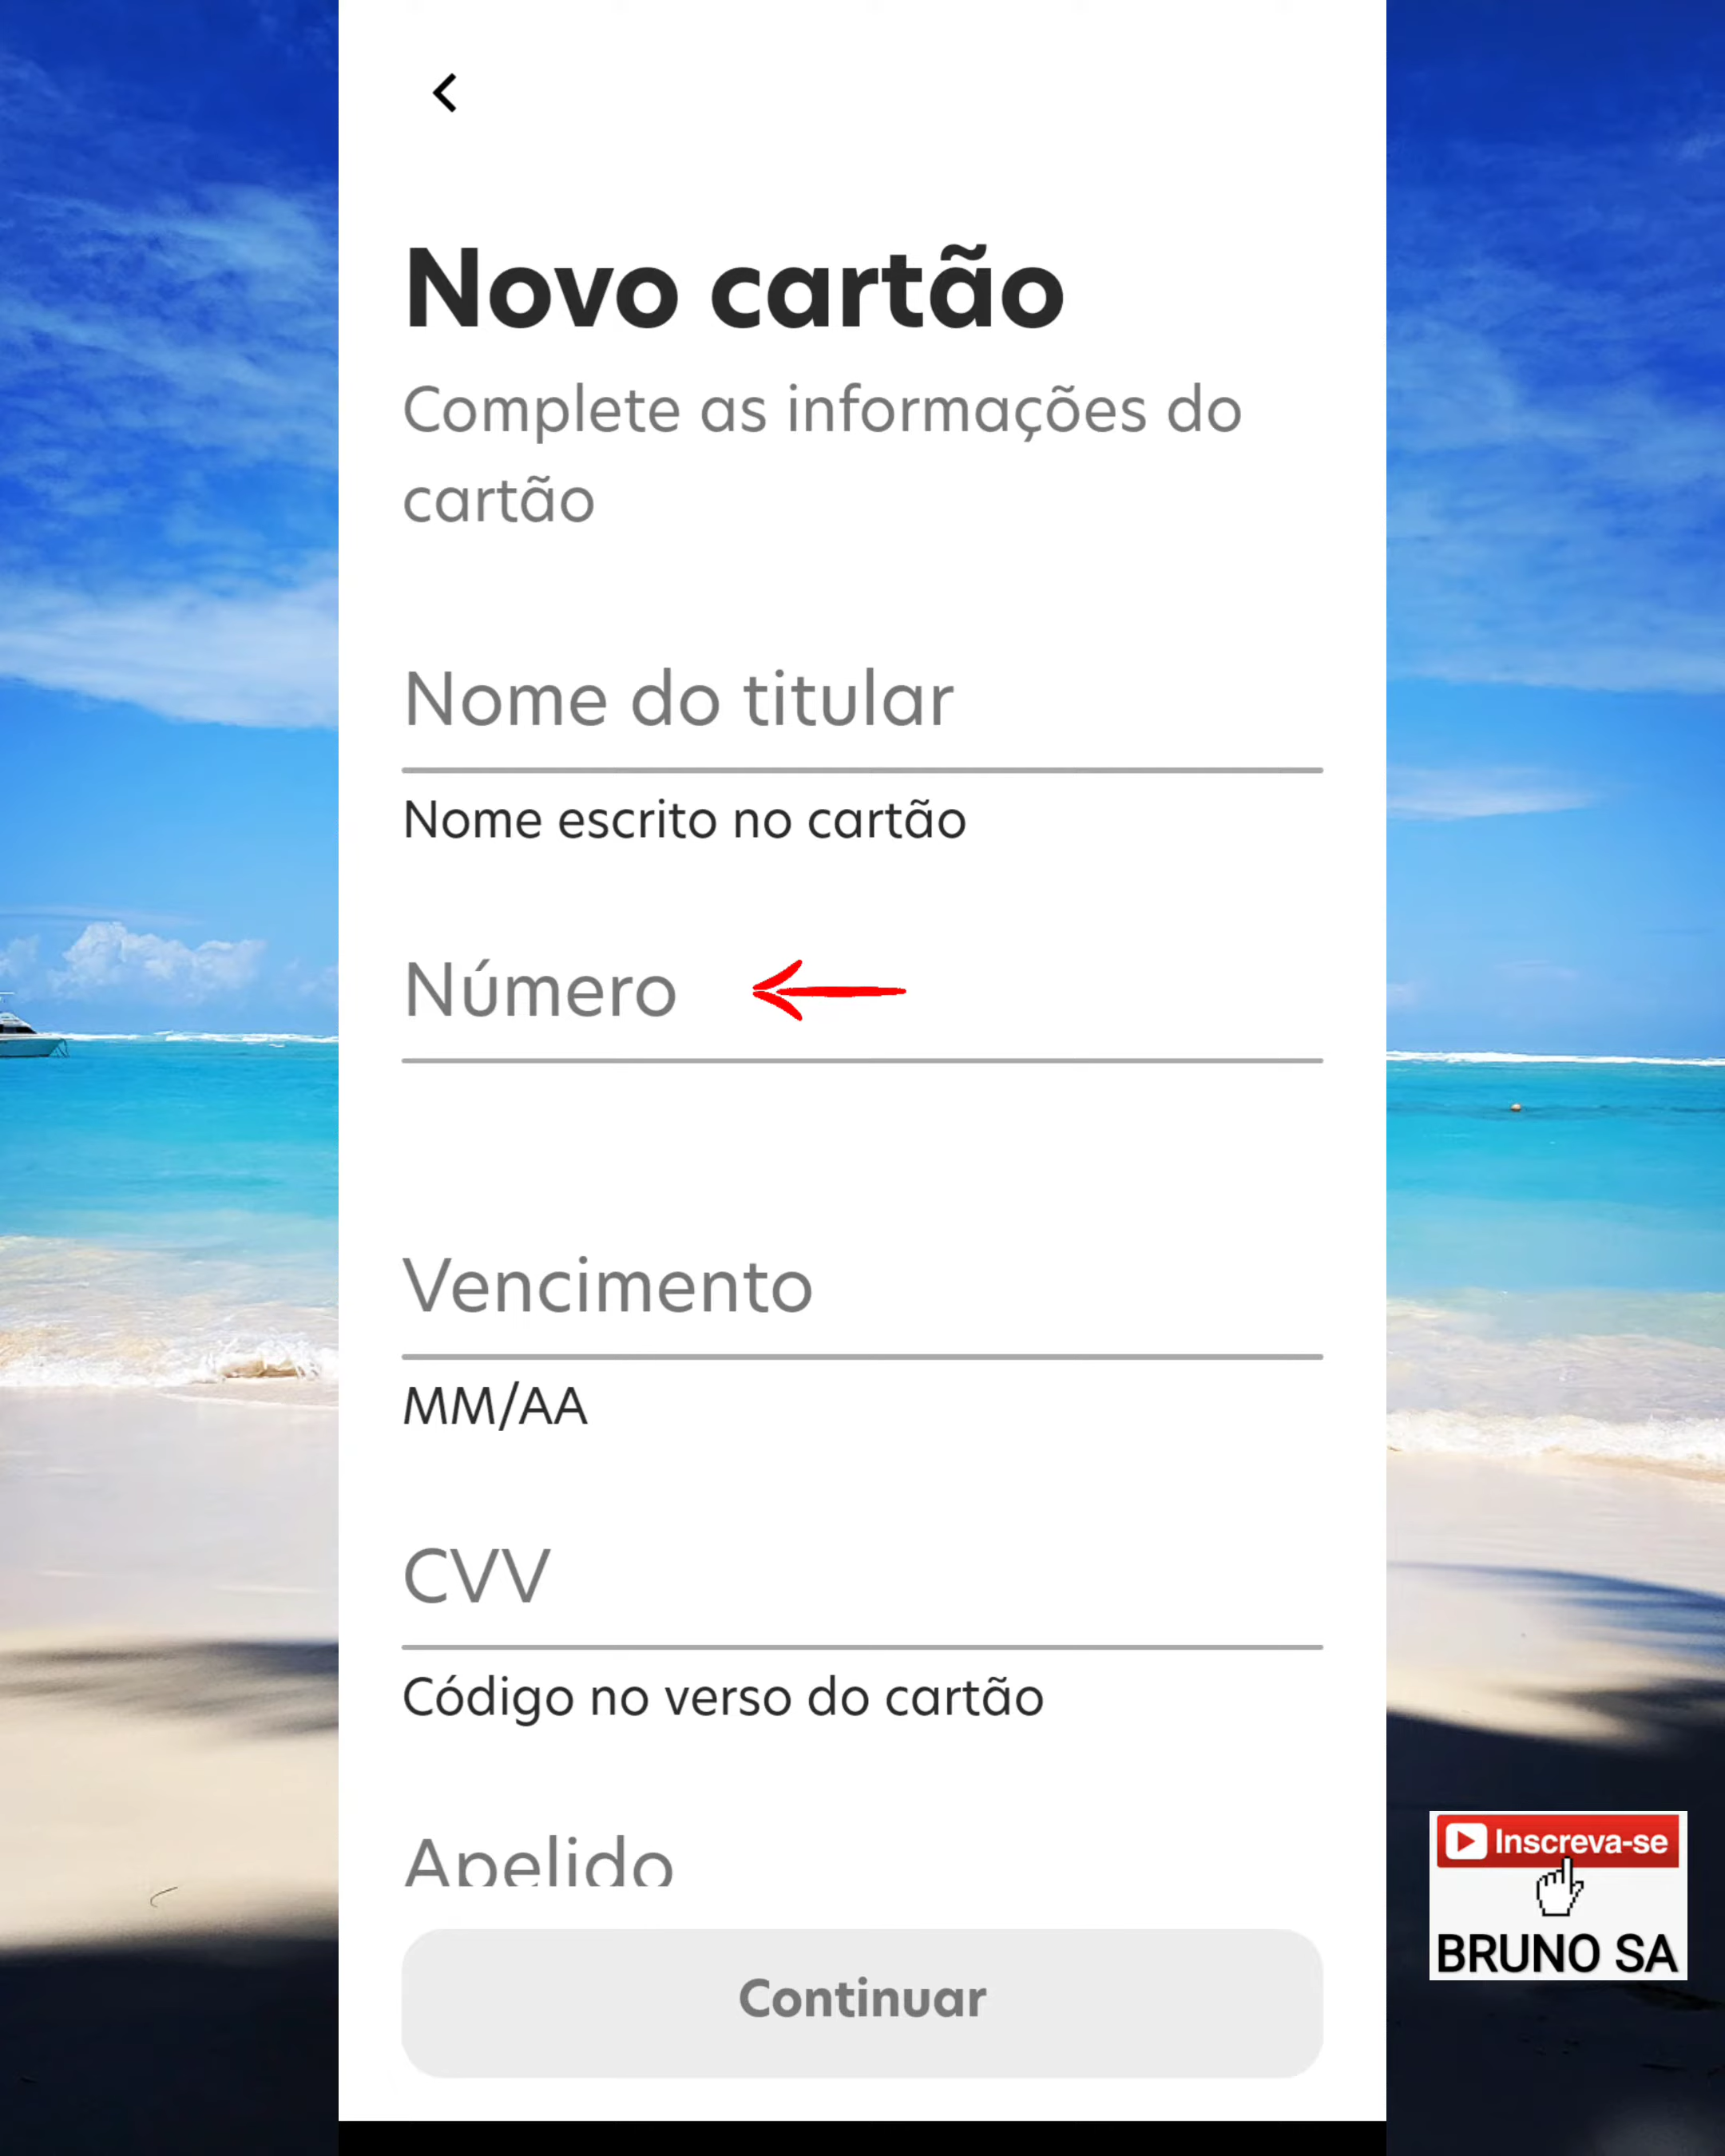 Novo cartão
Complete as informações do
cartão
Nome do titular
Nome escrito no cartão
Número
Vencimento
MM/AA
CVV
Código no verso do cartão
Apelido
Continuar
Inscreva-se
BRUNO SA